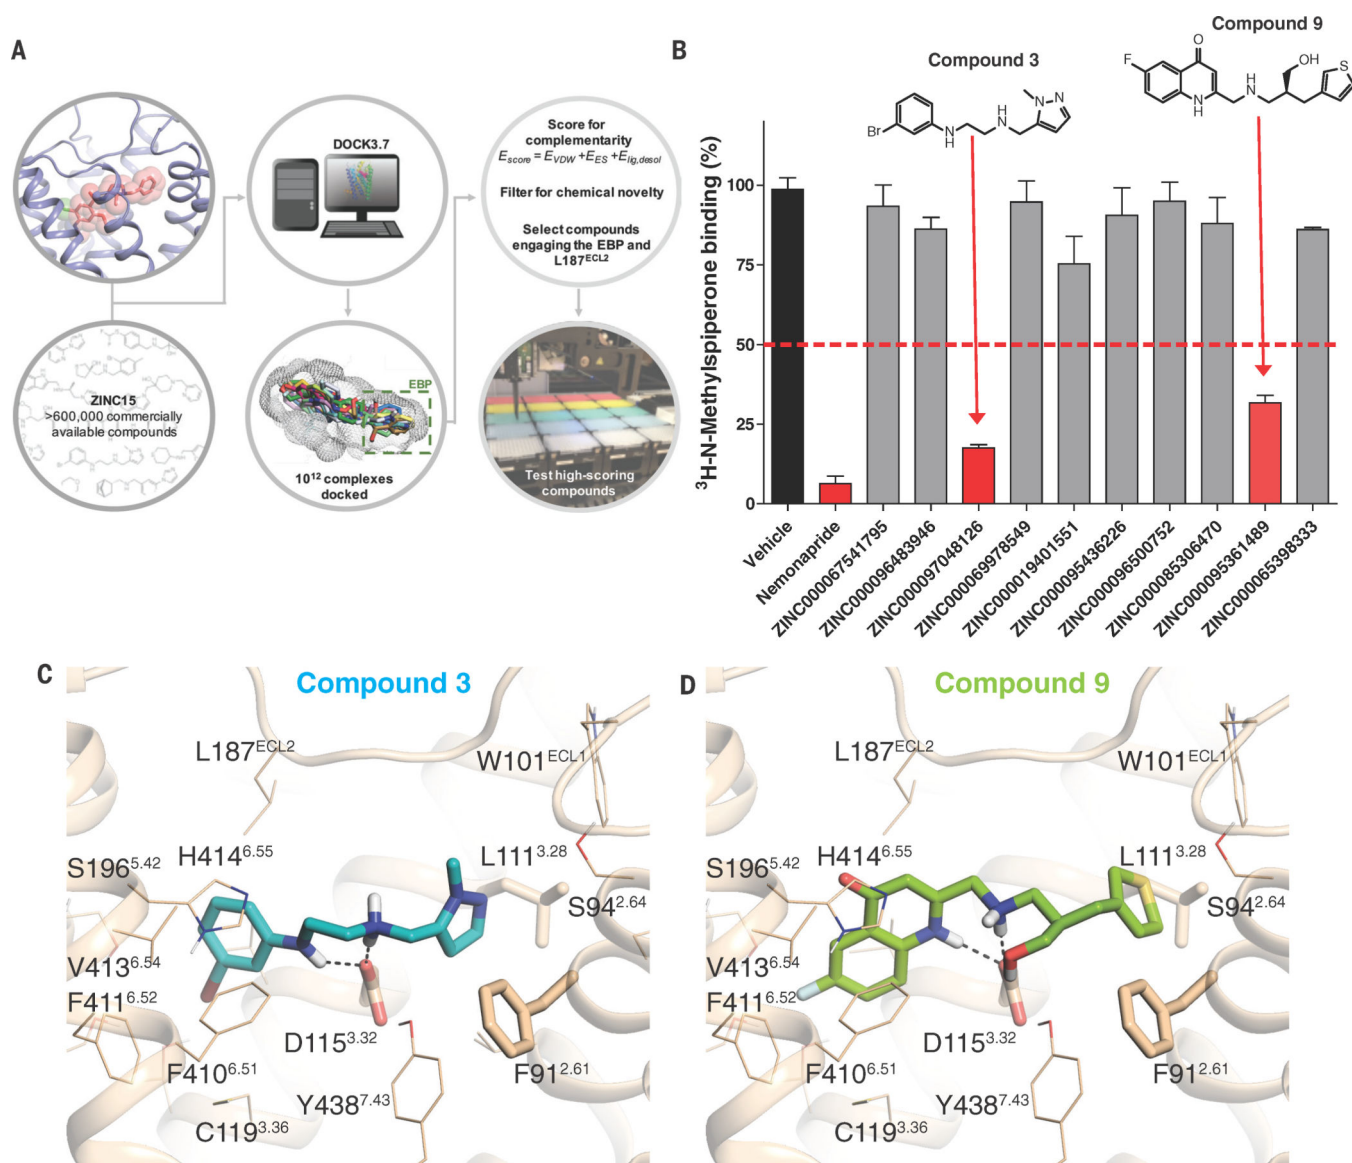 A
DOCK3.7
Score for
complementarity
E_score = E_VDW + E_ES + E_lig,desol
Filter for chemical novelty
Select compounds
engaging the EBP and
L187^ECL2
ZINC15
>600,000 commercially
available compounds
EBP
10^12 complexes
docked
Test high-scoring
compounds
B
Compound 3
Br
N
H
H
N
N
N
Compound 9
F
O
N
H
H
N
OH
S
³H-N-Methylspiperone binding (%)
100
75
50
25
0
Vehicle
Nemonapride
ZINC000067541795
ZINC000096483946
ZINC000097048126
ZINC000069978549
ZINC000019401551
ZINC000095436226
ZINC000096500752
ZINC000085306470
ZINC000095361489
ZINC000065398333
C
Compound 3
L187^ECL2
W101^ECL1
S196^5.42
H414^6.55
L111^3.28
S94^2.64
V413^6.54
F411^6.52
D115^3.32
F410^6.51
F91^2.61
Y438^7.43
C119^3.36
D
Compound 9
L187^ECL2
W101^ECL1
S196^5.42
H414^6.55
L111^3.28
S94^2.64
V413^6.54
F411^6.52
D115^3.32
F410^6.51
F91^2.61
Y438^7.43
C119^3.36